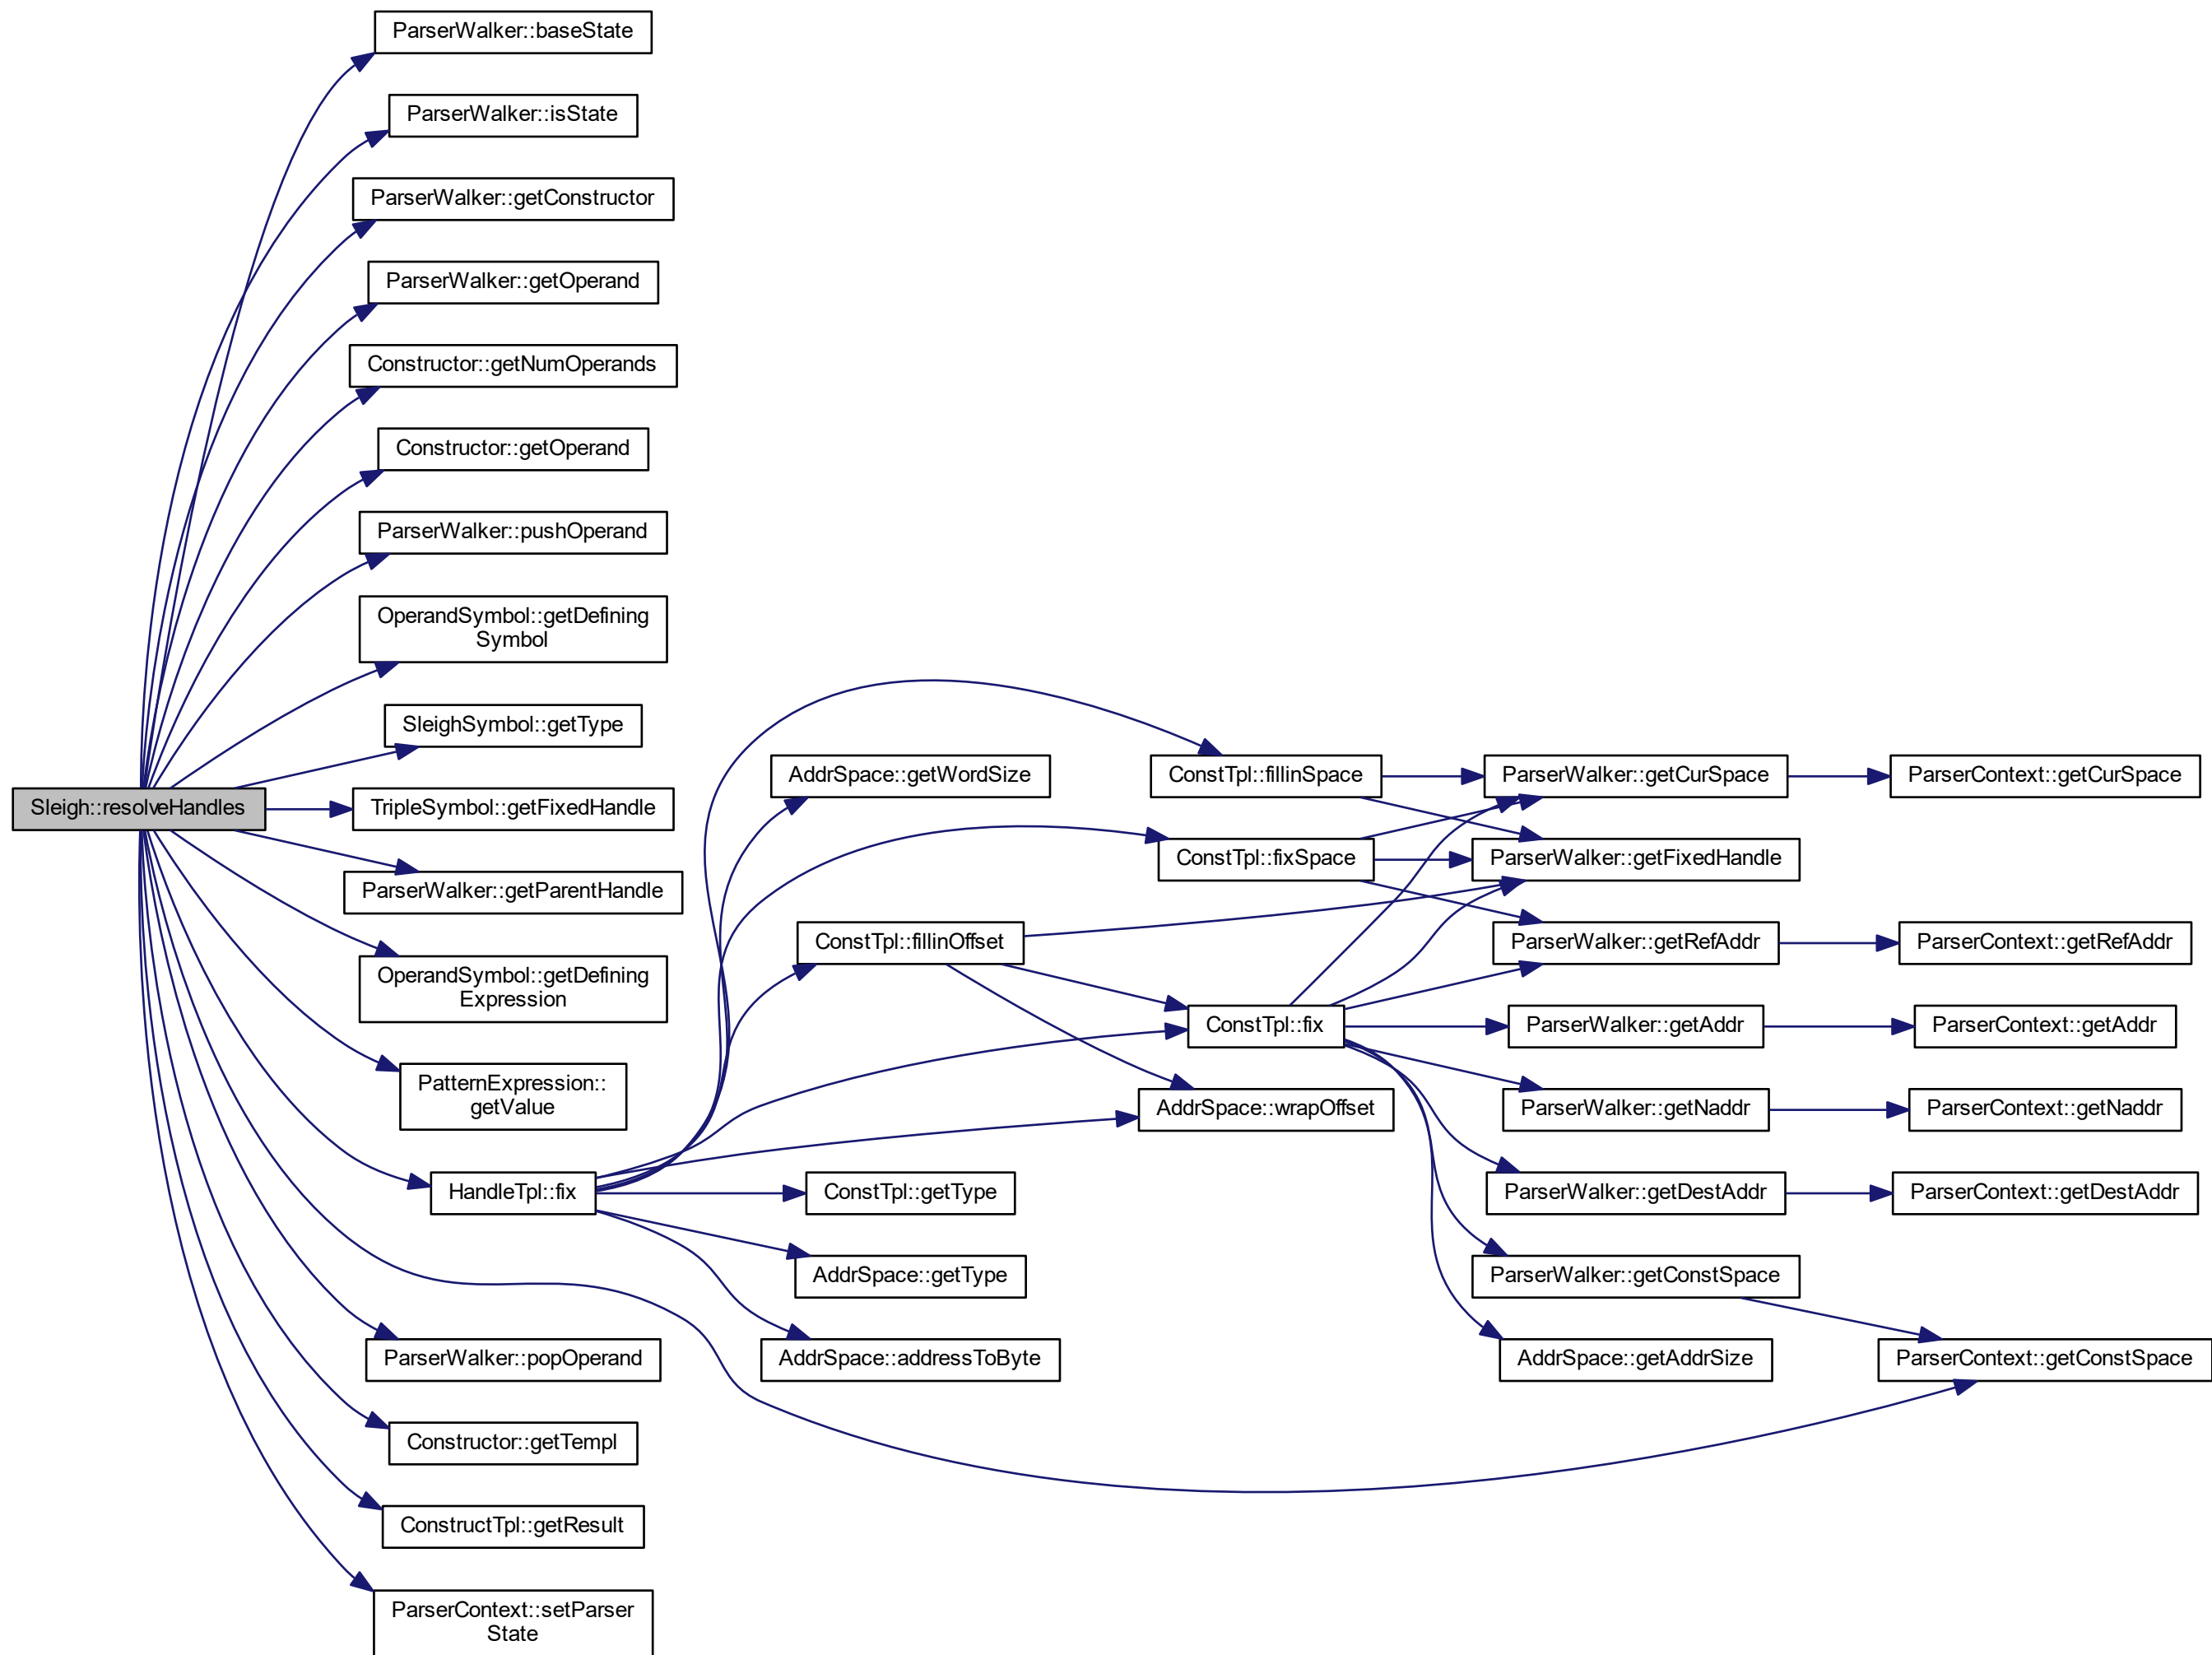 ParserWalker::baseState
ParserWalker::isState
ParserWalker::getConstructor
ParserWalker::getOperand
Constructor::getNumOperands
Constructor::getOperand
ParserWalker::pushOperand
OperandSymbol::getDefining
Symbol
SleighSymbol::getType
Sleigh::resolveHandles
TripleSymbol::getFixedHandle
ParserWalker::getParentHandle
OperandSymbol::getDefining
Expression
PatternExpression::
getValue
HandleTpl::fix
ParserWalker::popOperand
Constructor::getTempl
ConstructTpl::getResult
ParserContext::setParser
State
AddrSpace::getWordSize
ConstTpl::fillinOffset
ConstTpl::getType
AddrSpace::getType
AddrSpace::addressToByte
ConstTpl::fillinSpace
ConstTpl::fixSpace
ConstTpl::fix
AddrSpace::wrapOffset
ParserWalker::getCurSpace
ParserWalker::getFixedHandle
ParserWalker::getRefAddr
ParserWalker::getAddr
ParserWalker::getNaddr
ParserWalker::getDestAddr
ParserWalker::getConstSpace
AddrSpace::getAddrSize
ParserContext::getCurSpace
ParserContext::getRefAddr
ParserContext::getAddr
ParserContext::getNaddr
ParserContext::getDestAddr
ParserContext::getConstSpace